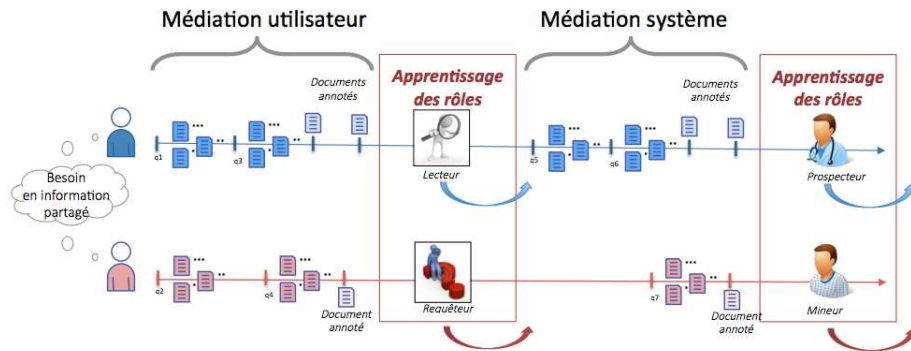 Médiation utilisateur
Médiation système
Documents
annotés
Apprentissage
des rôles
Documents
annotés
Apprentissage
des rôles
q1
q3
Lecteur
q5
q6
Prospecteur
Besoin
en information
partagé
q2
q4
Document
annoté
Requêteur
q7
Document
annoté
Mineur